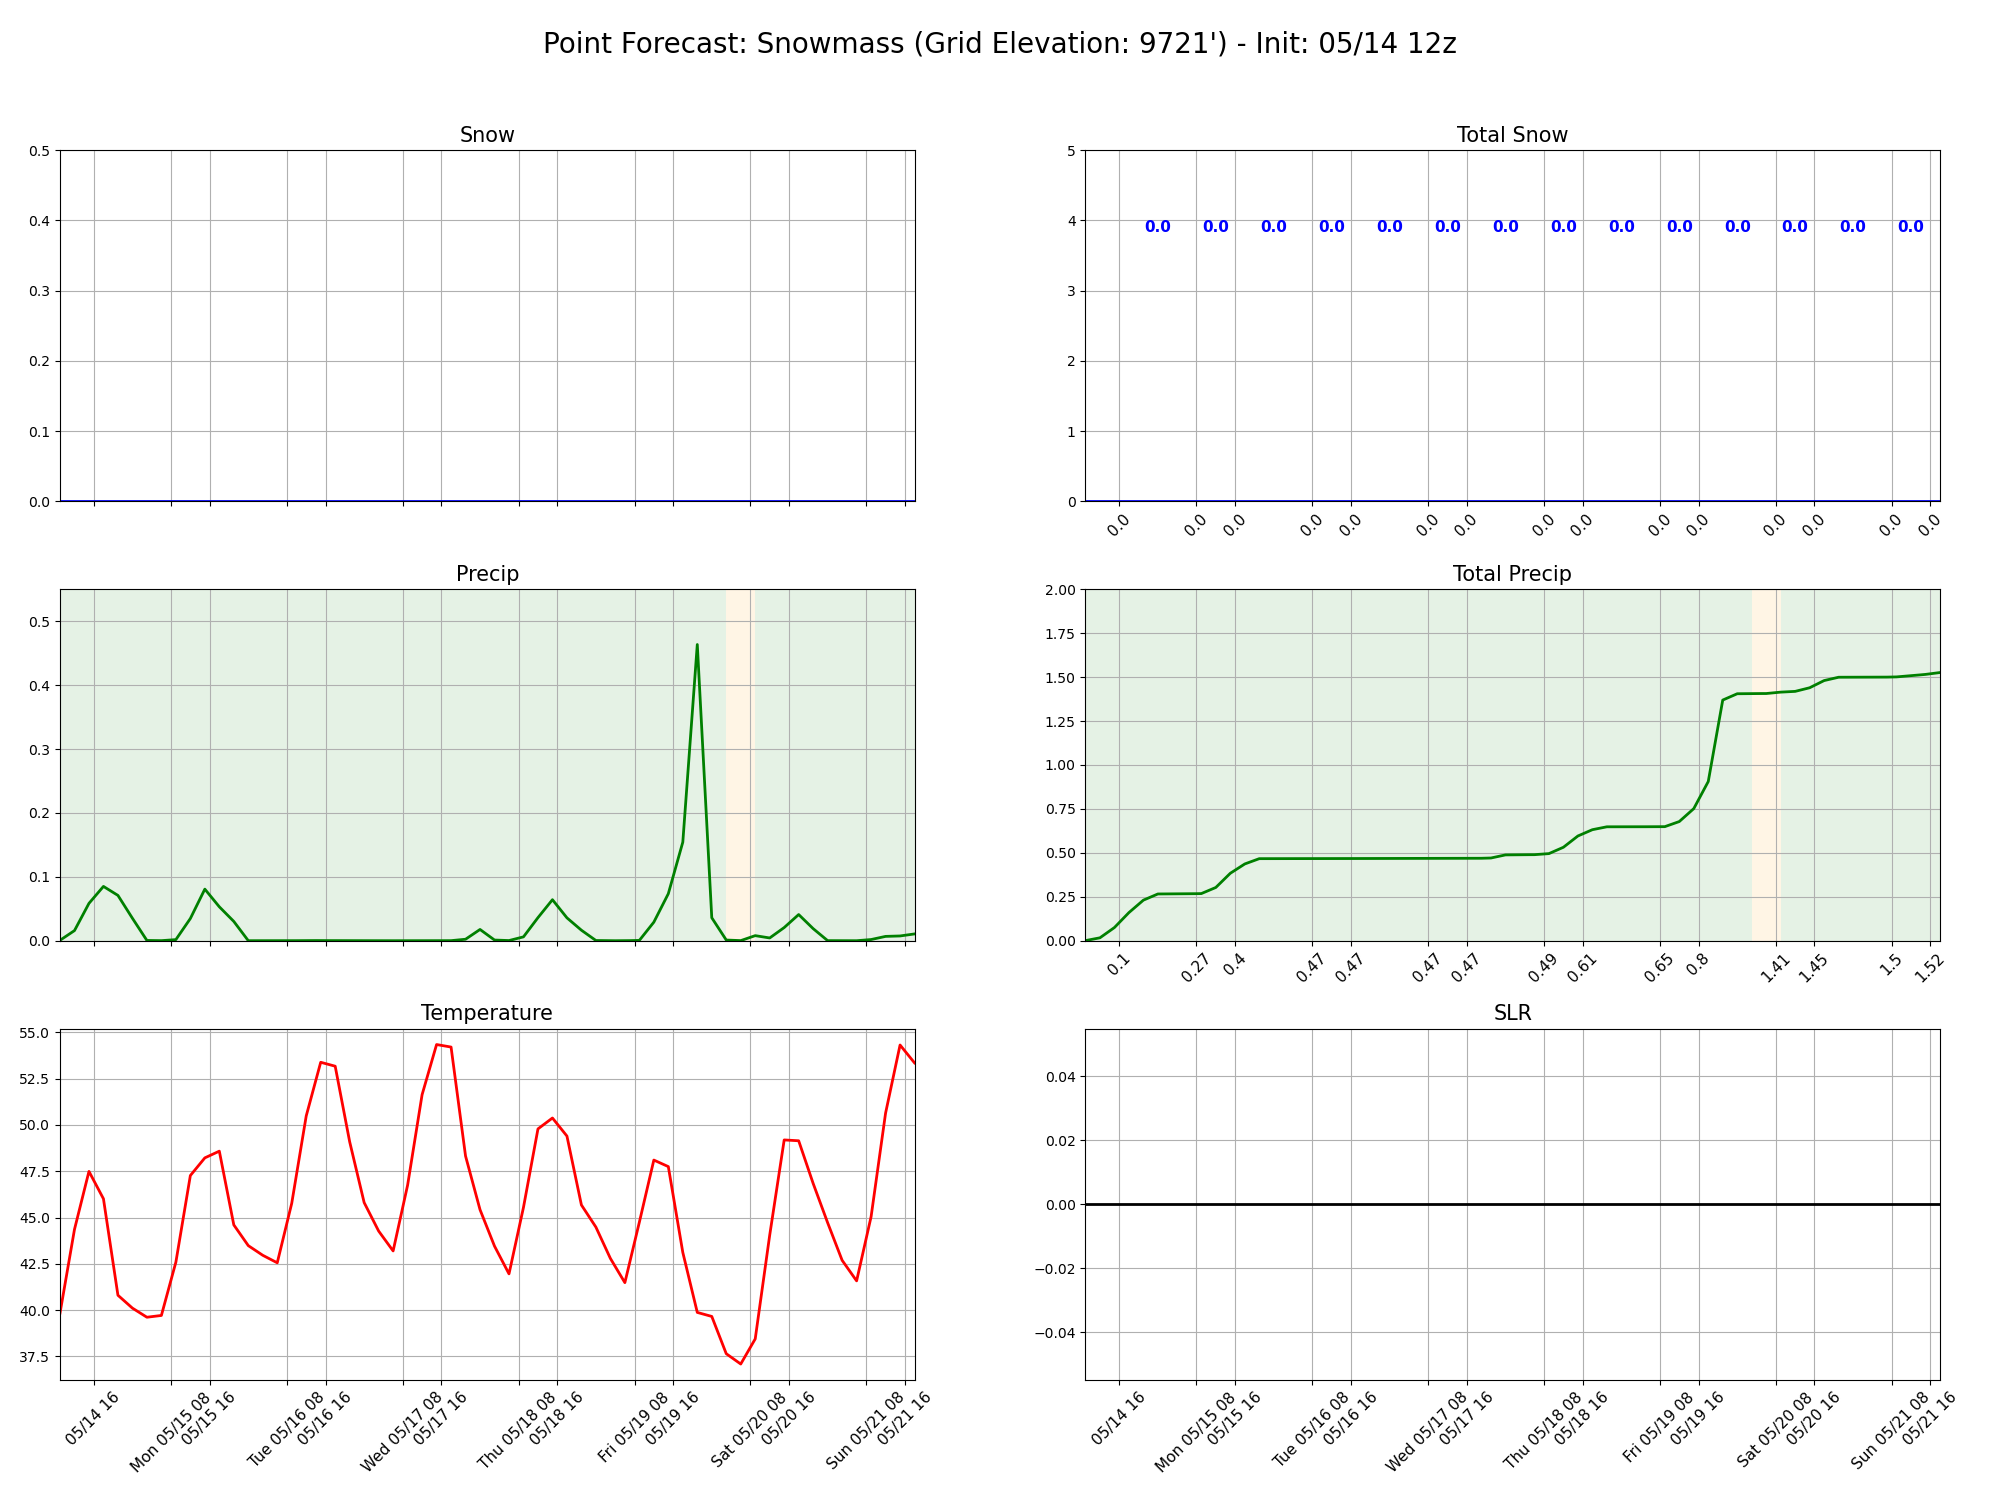 Point Forecast: Snowmass (Grid Elevation: 9721') - Init: 05/14 12z
Snow
0.5
0.4
0.3
0.2
0.1
0.0
Total Snow
5
4
3
2
1
0
0.0 0.0 0.0 0.0 0.0 0.0 0.0 0.0 0.0 0.0 0.0 0.0 0.0 0.0
0.0 0.0 0.0 0.0 0.0 0.0 0.0 0.0 0.0 0.0 0.0 0.0 0.0 0.0 0.0
Precip
0.5
0.4
0.3
0.2
0.1
0.0
Total Precip
2.00
1.75
1.50
1.25
1.00
0.75
0.50
0.25
0.00
0.1 0.27 0.4 0.47 0.47 0.47 0.47 0.49 0.61 0.65 0.8 1.41 1.45 1.5 1.52
Temperature
55.0
52.5
50.0
47.5
45.0
42.5
40.0
37.5
05/14 16
Mon 05/15 08
05/15 16
Tue 05/16 08
05/16 16
Wed 05/17 08
05/17 16
Thu 05/18 08
05/18 16
Fri 05/19 08
05/19 16
Sat 05/20 08
05/20 16
Sun 05/21 08
05/21 16
SLR
0.04
0.02
0.00
−0.02
−0.04
05/14 16
Mon 05/15 08
05/15 16
Tue 05/16 08
05/16 16
Wed 05/17 08
05/17 16
Thu 05/18 08
05/18 16
Fri 05/19 08
05/19 16
Sat 05/20 08
05/20 16
Sun 05/21 08
05/21 16